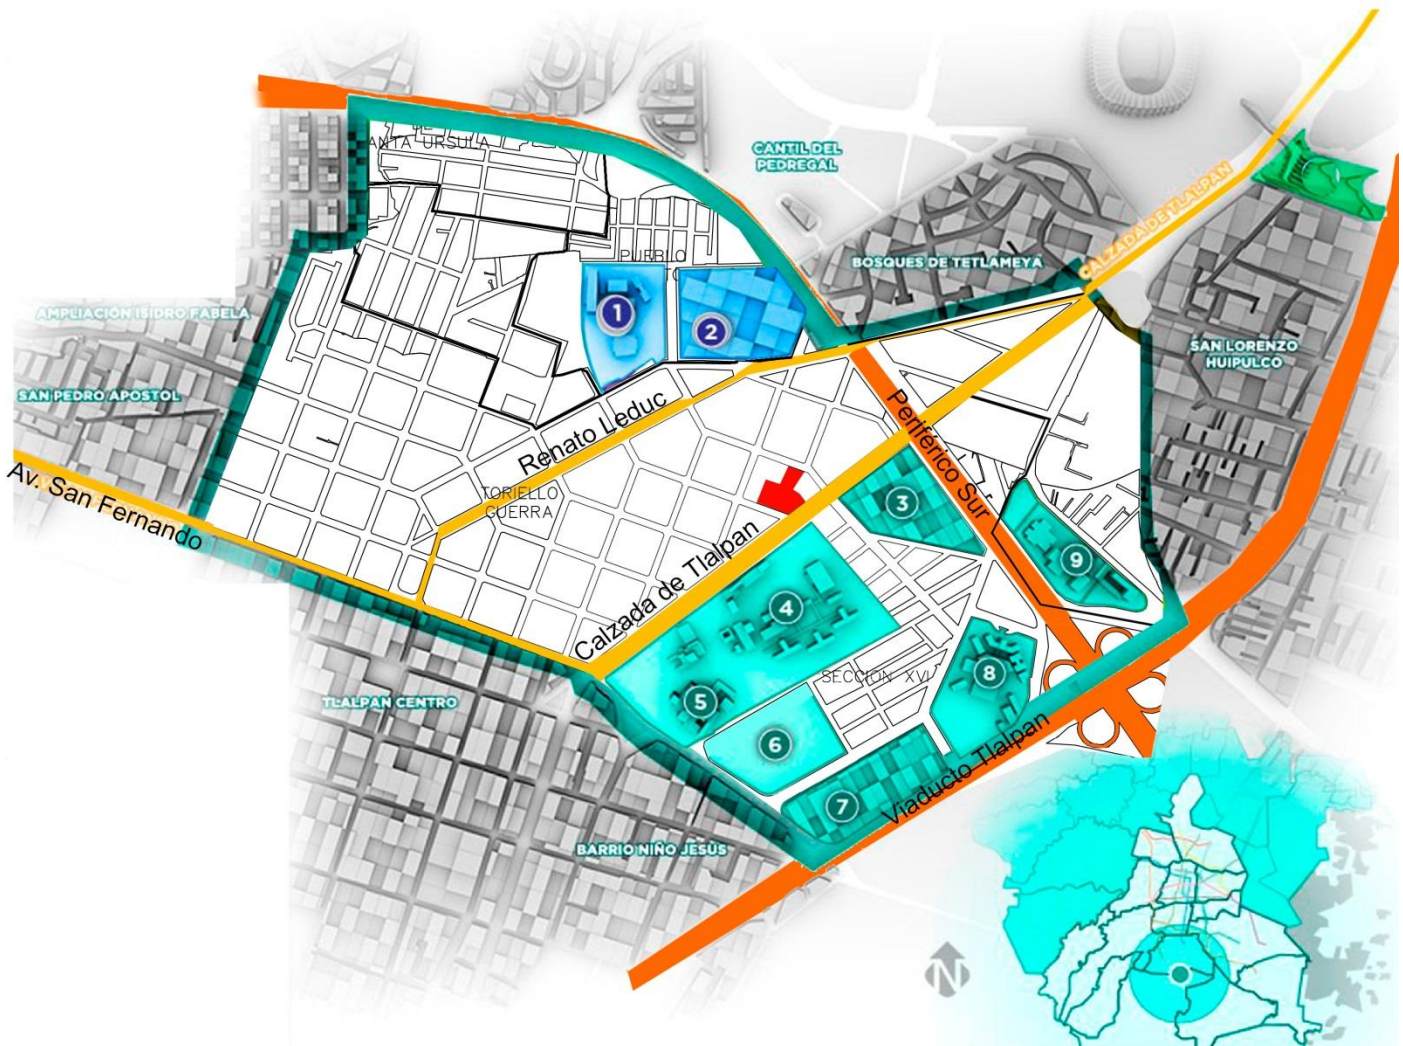 ANTA URSULA
CANTIL DEL
PEDREGAL
CALZADA DE TLALPAN
PUEBLO
BOSQUES DE TETLAMEYA
AMPLIACIÓN ISIDRO FABELA
1
2
SAN LORENZO
HUIPULCO
SAN PEDRO APOSTOL
Renato Leduc
Periferico Sur
Av. San Fernando
TORIELLO
GUERRA
3
Calzada de Tlalpan
9
4
SECCION XVI
8
TLALPAN CENTRO
5
6
Viaducto Tlalpan
7
BARRIO NIÑO JESÚS
N